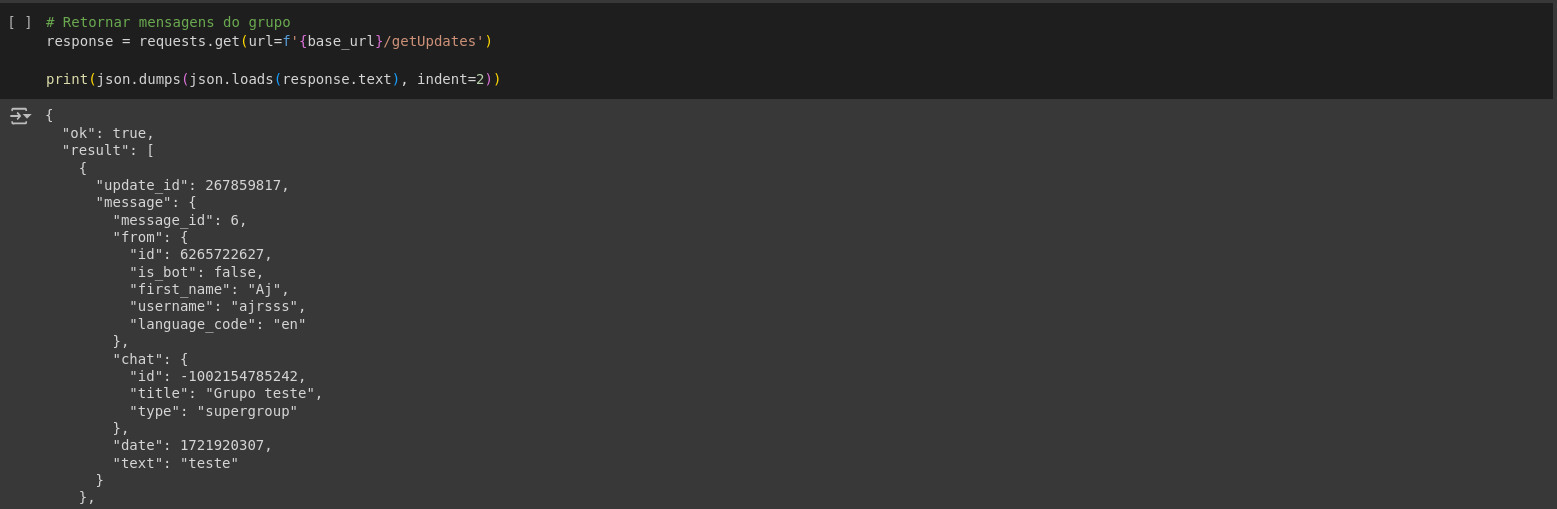 [ ] # Retornar mensagens do grupo
response = requests.get(url=f'{base_url}/getUpdates')
print(json.dumps(json.loads(response.text), indent=2))
{
"ok": true,
"result": [
{
"update_id": 267859817,
"message": {
"message_id": 6,
"from": {
"id": 6265722627,
"is_bot": false,
"first_name": "Aj",
"username": "ajrsss",
"language_code": "en"
},
"chat": {
"id": -1002154785242,
"title": "Grupo teste",
"type": "supergroup"
},
"date": 1721920307,
"text": "teste"
}
},